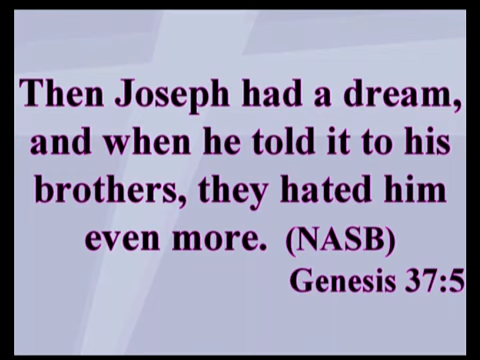 Then Joseph had a dream,
and when he told it to his
brothers, they hated him
even more. (NASB)
Genesis 37:5